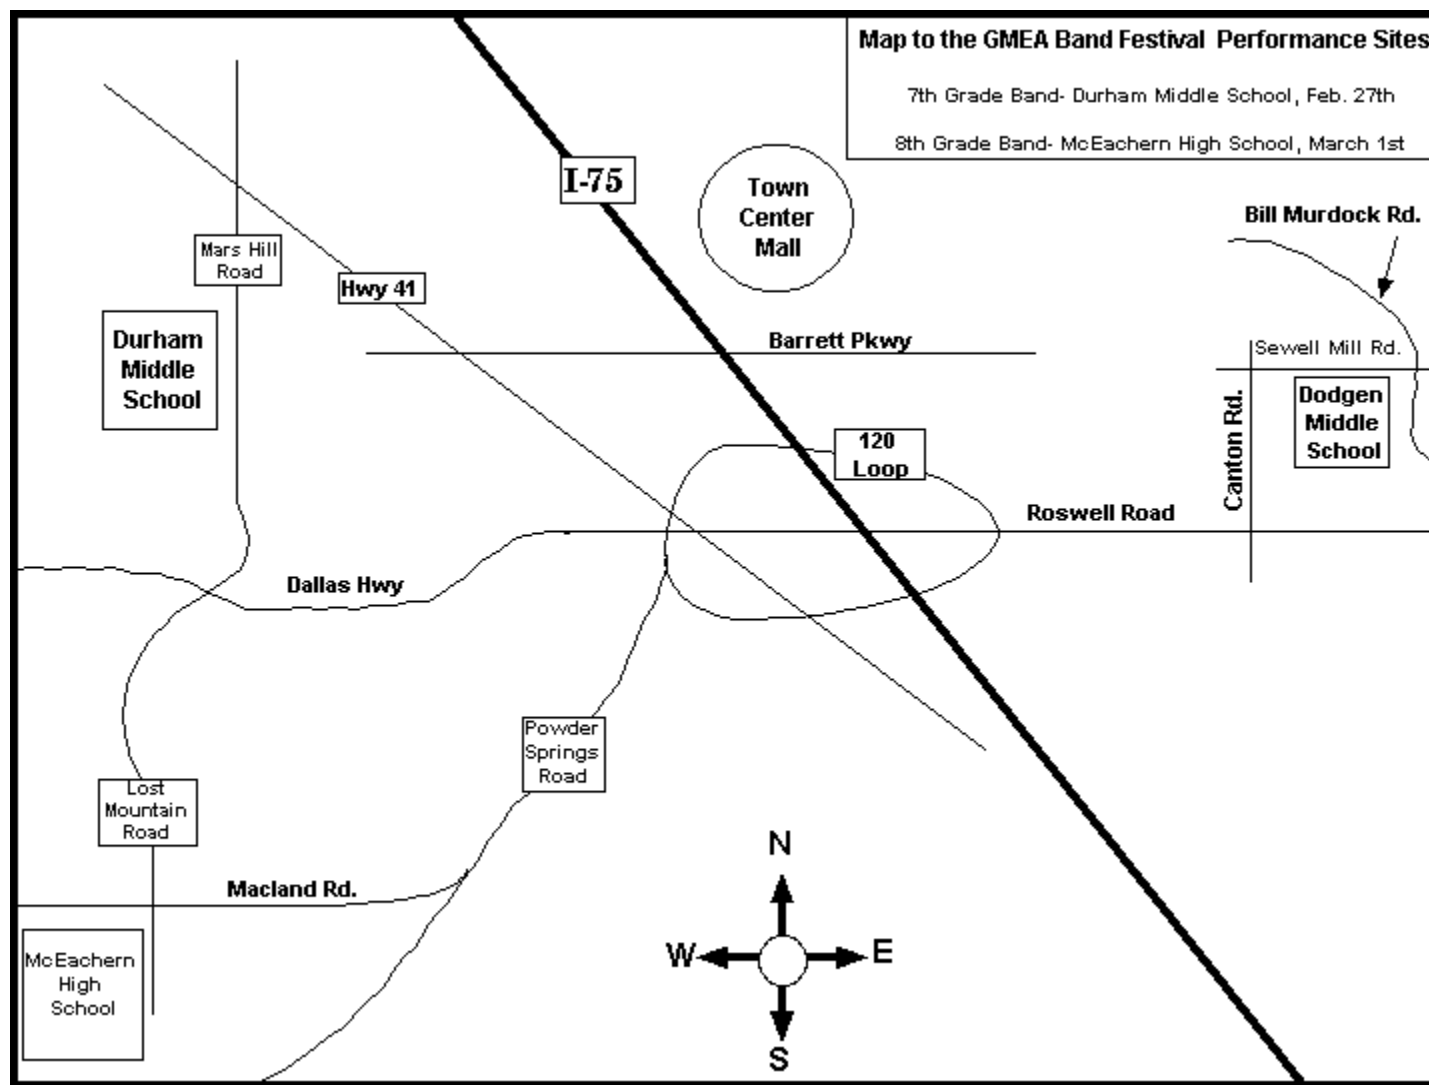 Map to the GMEA Band Festival Performance Sites
7th Grade Band- Durham Middle School, Feb. 27th
8th Grade Band- McEachern High School, March 1st
I-75
Town
Center
Mall
Bill Murdock Rd.
Mars Hill
Road
Hwy 41
Durham
Middle
School
Barrett Pkwy
Sewell Mill Rd.
Canton Rd.
Dodgen
Middle
School
120
Loop
Roswell Road
Dallas Hwy
Powder
Springs
Road
Lost
Mountain
Road
Macland Rd.
McEachern
High
School
N
W
E
S